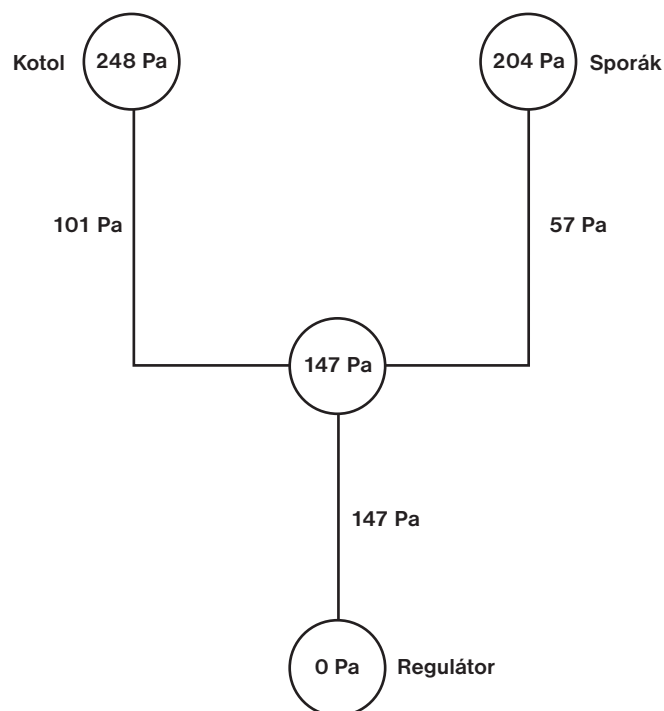 Kotol 248 Pa
204 Pa Sporák
101 Pa
57 Pa
147 Pa
147 Pa
0 Pa Regulátor